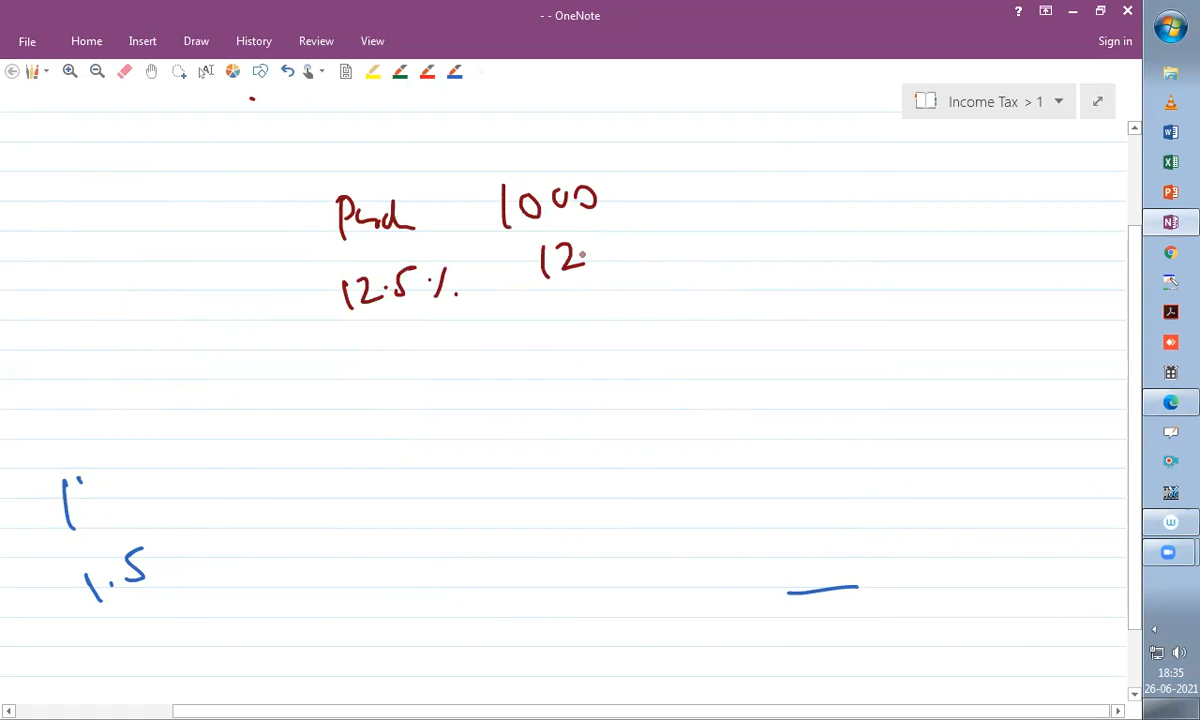 - - OneNote
?
File Home Insert Draw History Review View Sign in
Income Tax > 1
Purch 1000
12.
12.5 %.
1.5
18:35
26-06-2021